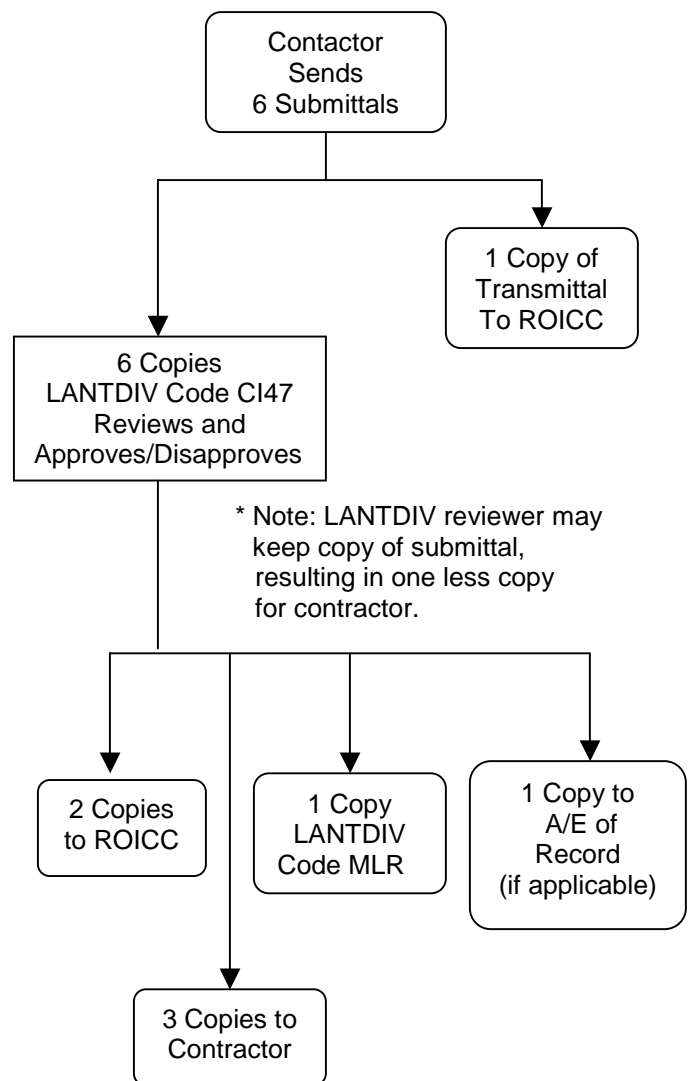 Contactor
Sends
6 Submittals
1 Copy of
Transmittal
To ROICC
6 Copies
LANTDIV Code CI47
Reviews and
Approves/Disapproves
* Note: LANTDIV reviewer may
keep copy of submittal,
resulting in one less copy
for contractor.
2 Copies
to ROICC
1 Copy
LANTDIV
Code MLR
1 Copy to
A/E of
Record
(if applicable)
3 Copies to
Contractor